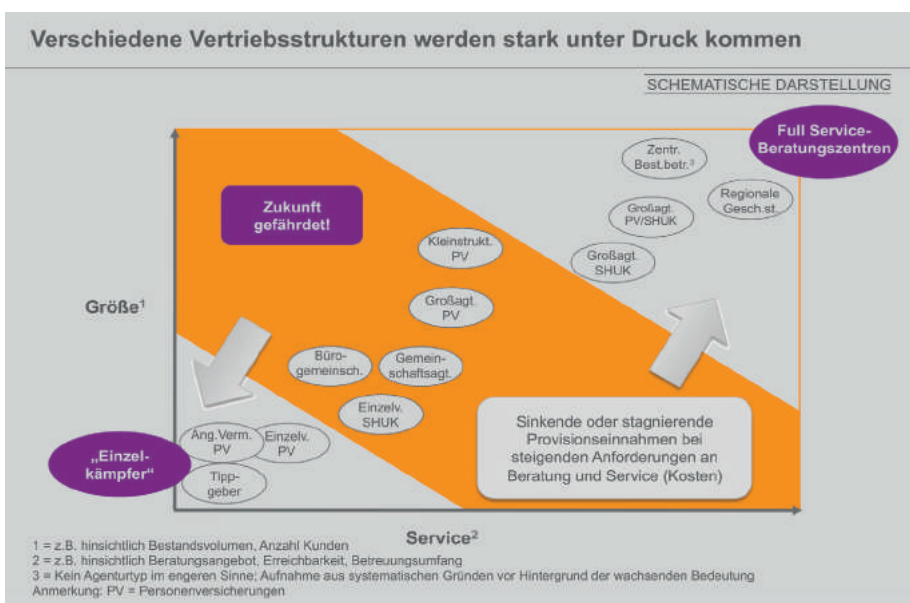 Verschiedene Vertriebsstrukturen werden stark unter Druck kommen
SCHEMATISCHE DARSTELLUNG
Full Service-
Beratungszentren
Zentr.
Best.betr.³
Regionale
Gesch.st.
Zukunft
gefährdet!
Großagt.
PV/SHUK
Kleinstrukt.
PV
Großagt.
SHUK
Größe¹
Großagt.
PV
Büro-
gemeinsch.
Gemein-
schaftsagt.
Einzelv.
SHUK
Sinkende oder stagnierende
Provisionseinnahmen bei
steigenden Anforderungen an
Beratung und Service (Kosten)
Ang.Verm.
PV
Einzelv.
PV
„Einzel-
kämpfer“
Tipp-
geber
Service²
1 = z.B. hinsichtlich Bestandsvolumen, Anzahl Kunden
2 = z.B. hinsichtlich Beratungsangebot, Erreichbarkeit, Betreuungsumfang
3 = Kein Agenturtyp im engeren Sinne; Aufnahme aus systematischen Gründen vor Hintergrund der wachsenden Bedeutung
Anmerkung: PV = Personenversicherungen